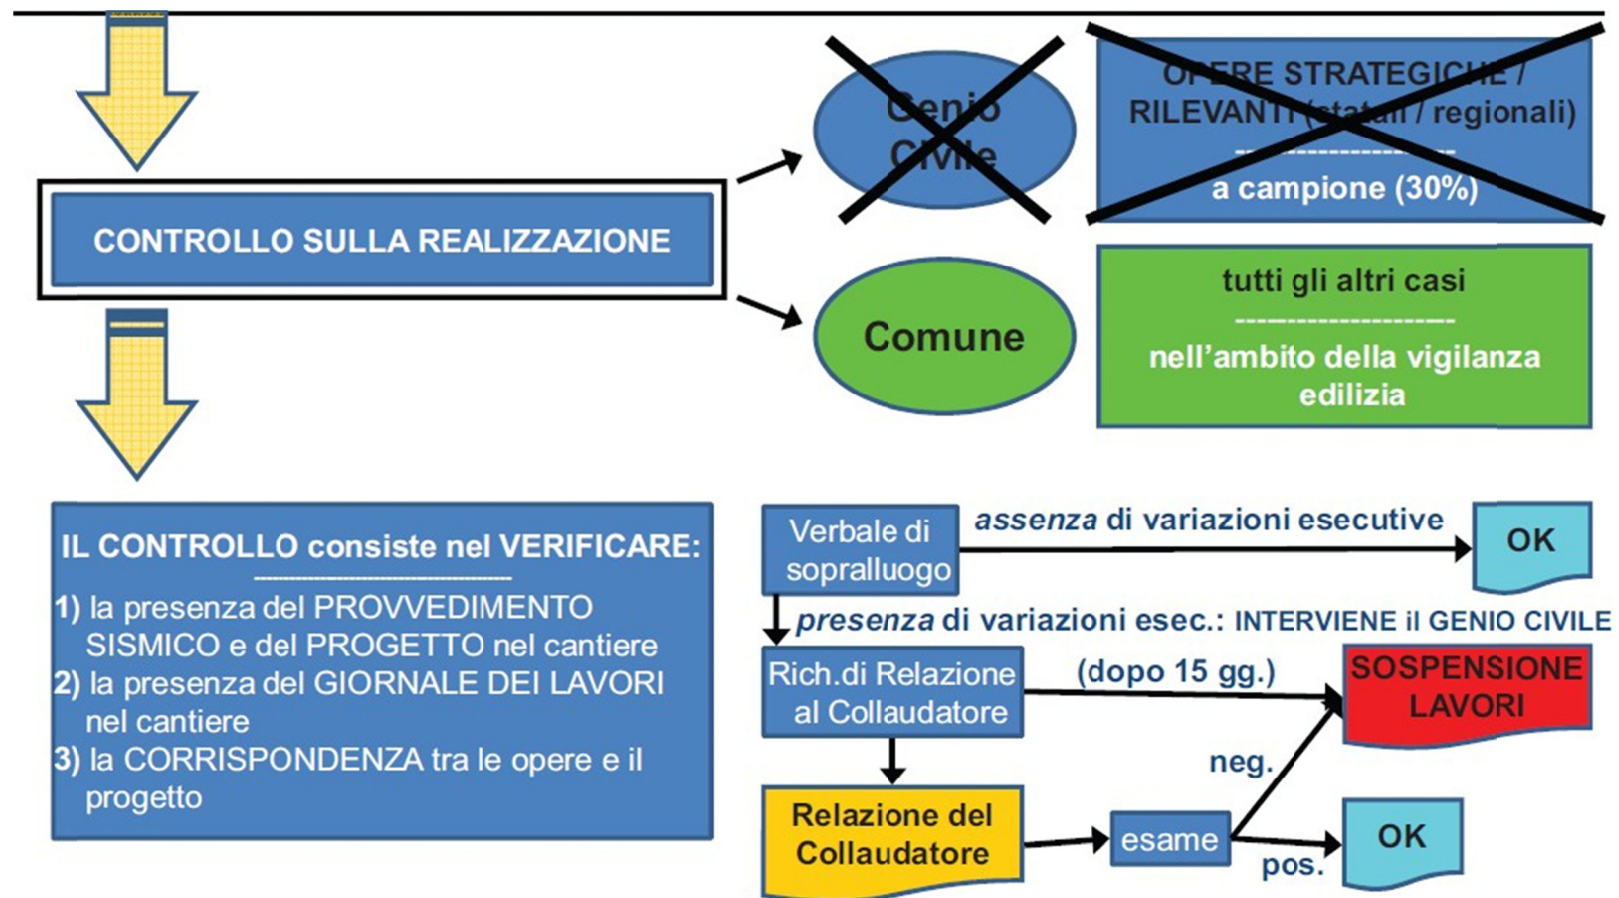 Genio
Civile
OPERE STRATEGICHE /
RILEVANTI (statali / regionali)
---------------------
a campione (30%)
CONTROLLO SULLA REALIZZAZIONE
Comune
tutti gli altri casi
---------------------
nell'ambito della vigilanza
edilizia
IL CONTROLLO consiste nel VERIFICARE:
1) la presenza del PROVVEDIMENTO
SISMICO e del PROGETTO nel cantiere
2) la presenza del GIORNALE DEI LAVORI
nel cantiere
3) la CORRISPONDENZA tra le opere e il
progetto
Verbale di
sopralluogo
assenza di variazioni esecutive
OK
presenza di variazioni esec.: INTERVIENE il GENIO CIVILE
Rich.di Relazione
al Collaudatore
(dopo 15 gg.)
SOSPENSIONE
LAVORI
neg.
Relazione del
Collaudatore
esame
pos.
OK